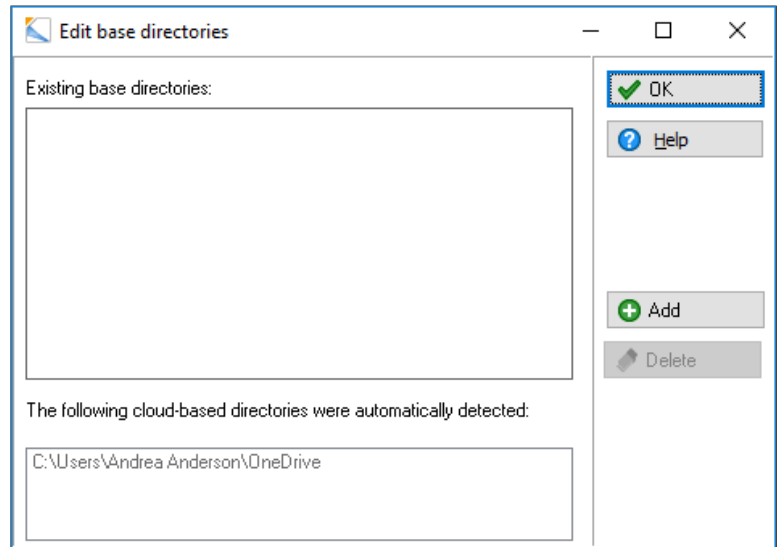 Edit base directories
Existing base directories:
OK
Help
Add
Delete
The following cloud-based directories were automatically detected:
C:\Users\Andrea Anderson\OneDrive